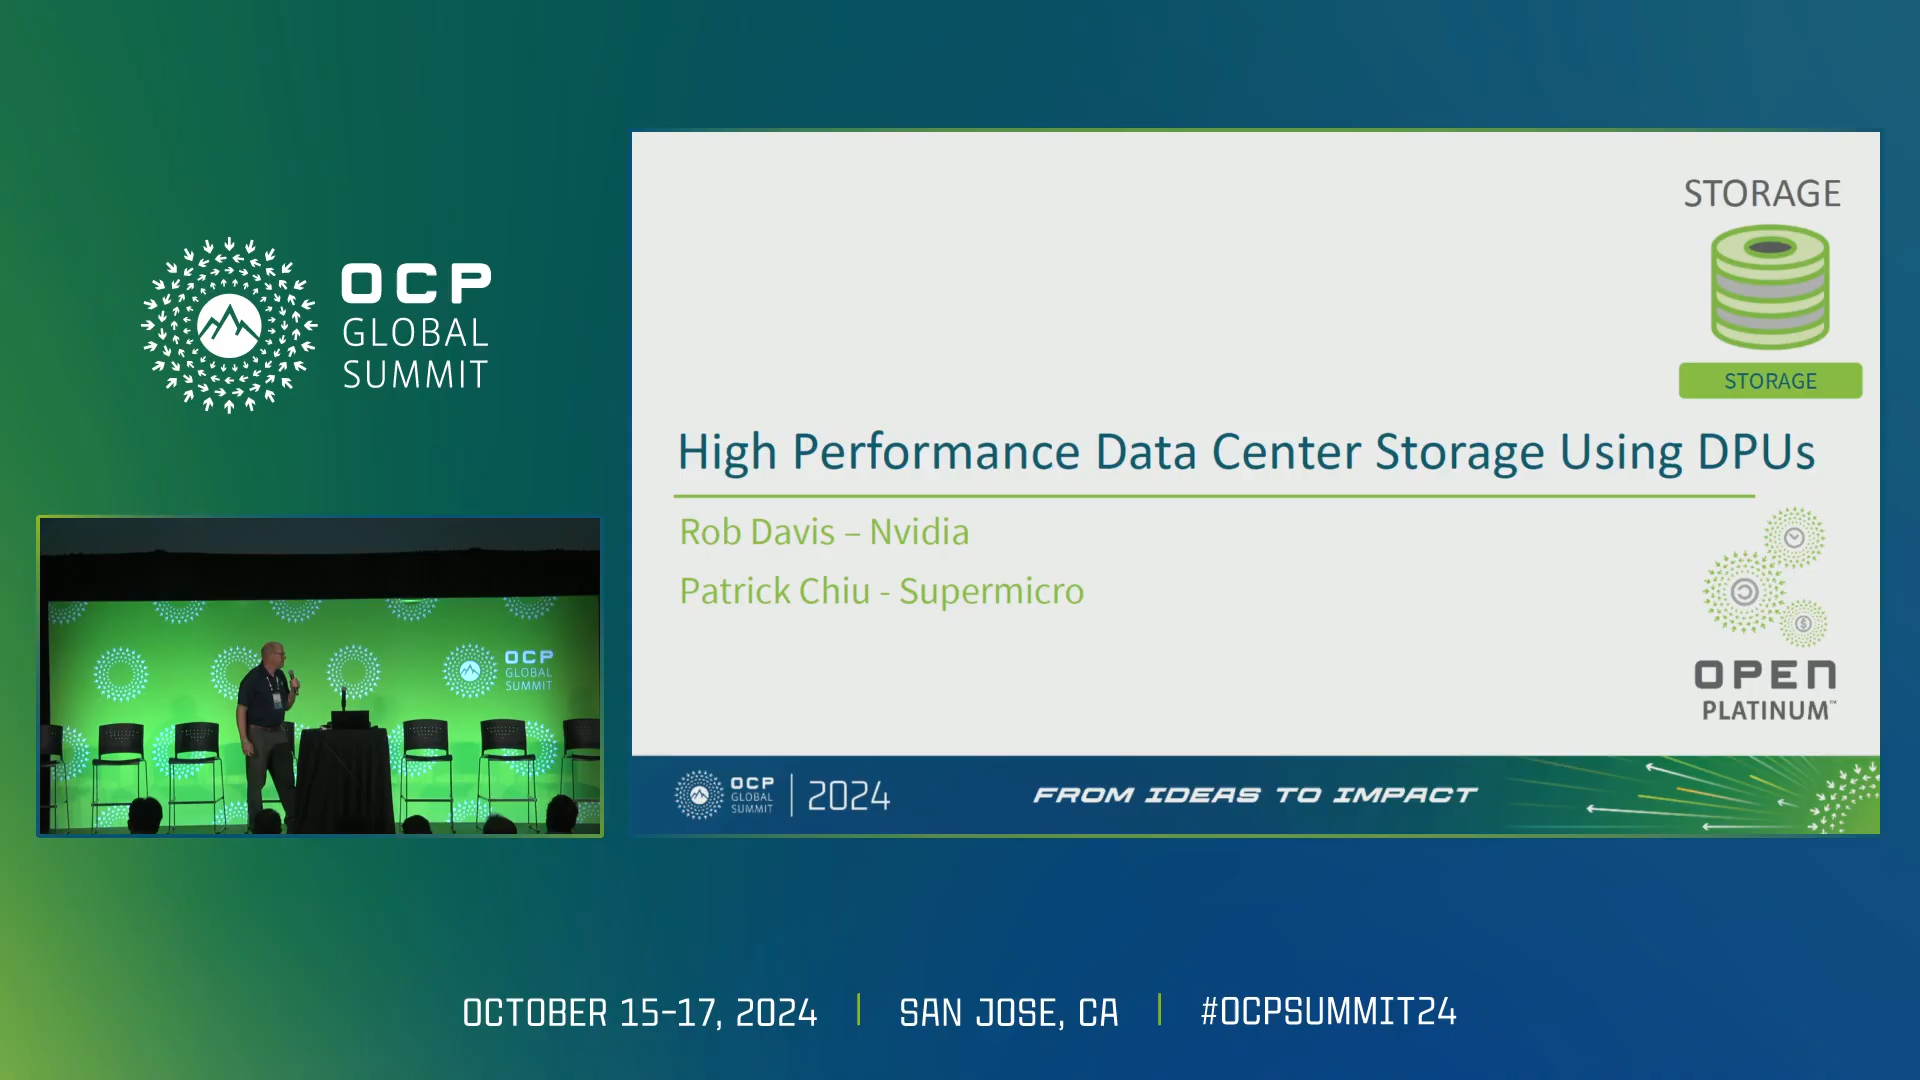 OCP
GLOBAL
SUMMIT
OCP
GLOBAL
SUMMIT
STORAGE
STORAGE
High Performance Data Center Storage Using DPUs
Rob Davis – Nvidia
Patrick Chiu - Supermicro
OPEN
PLATINUM™
OCP
GLOBAL
SUMMIT
2024
FROM IDEAS TO IMPACT
OCTOBER 15-17, 2024 | SAN JOSE, CA | #OCPSUMMIT24